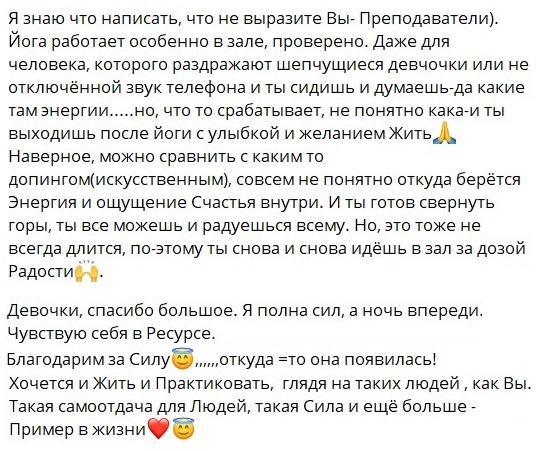 Я знаю что написать, что не выразите Вы- Преподаватели).
Йога работает особенно в зале, проверено. Даже для
человека, которого раздражают шепчущиеся девчочки или не
отключённой звук телефона и ты сидишь и думаешь-да какие
там энергии.....но, что то срабатывает, не понятно кака-и ты
выходишь после йоги с улыбкой и желанием Жить🙏
Наверное, можно сравнить с каким то
допингом(искусственным), совсем не понятно откуда берётся
Энергия и ощущение Счастья внутри. И ты готов свернуть
горы, ты все можешь и радуешься всему. Но, это тоже не
всегда длится, по-этому ты снова и снова идёшь в зал за дозой
Радости🙌.
Девочки, спасибо большое. Я полна сил, а ночь впереди.
Чувствую себя в Ресурсе.
Благодарим за Силу😇,,,,,,откуда =то она появилась!
Хочется и Жить и Практиковать, глядя на таких людей , как Вы.
Такая самоотдача для Людей, такая Сила и ещё больше -
Пример в жизни❤️😇